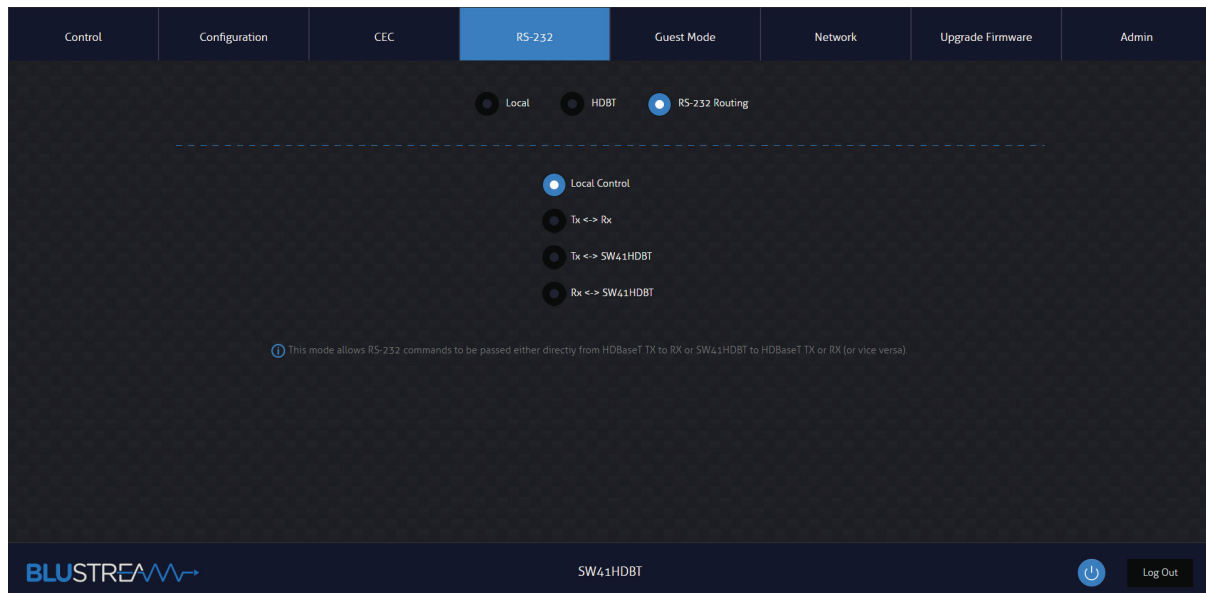 Control Configuration CEC RS-232 Guest Mode Network Upgrade Firmware Admin
Local HDBT RS-232 Routing
Local Control
Tx <-> Rx
Tx <-> SW41HDBT
Rx <-> SW41HDBT
This mode allows RS-232 commands to be passed either directly from HDBaseT TX to RX or SW41HDBT to HDBaseT TX or RX (or vice versa).
BLUSTREAM SW41HDBT Log Out